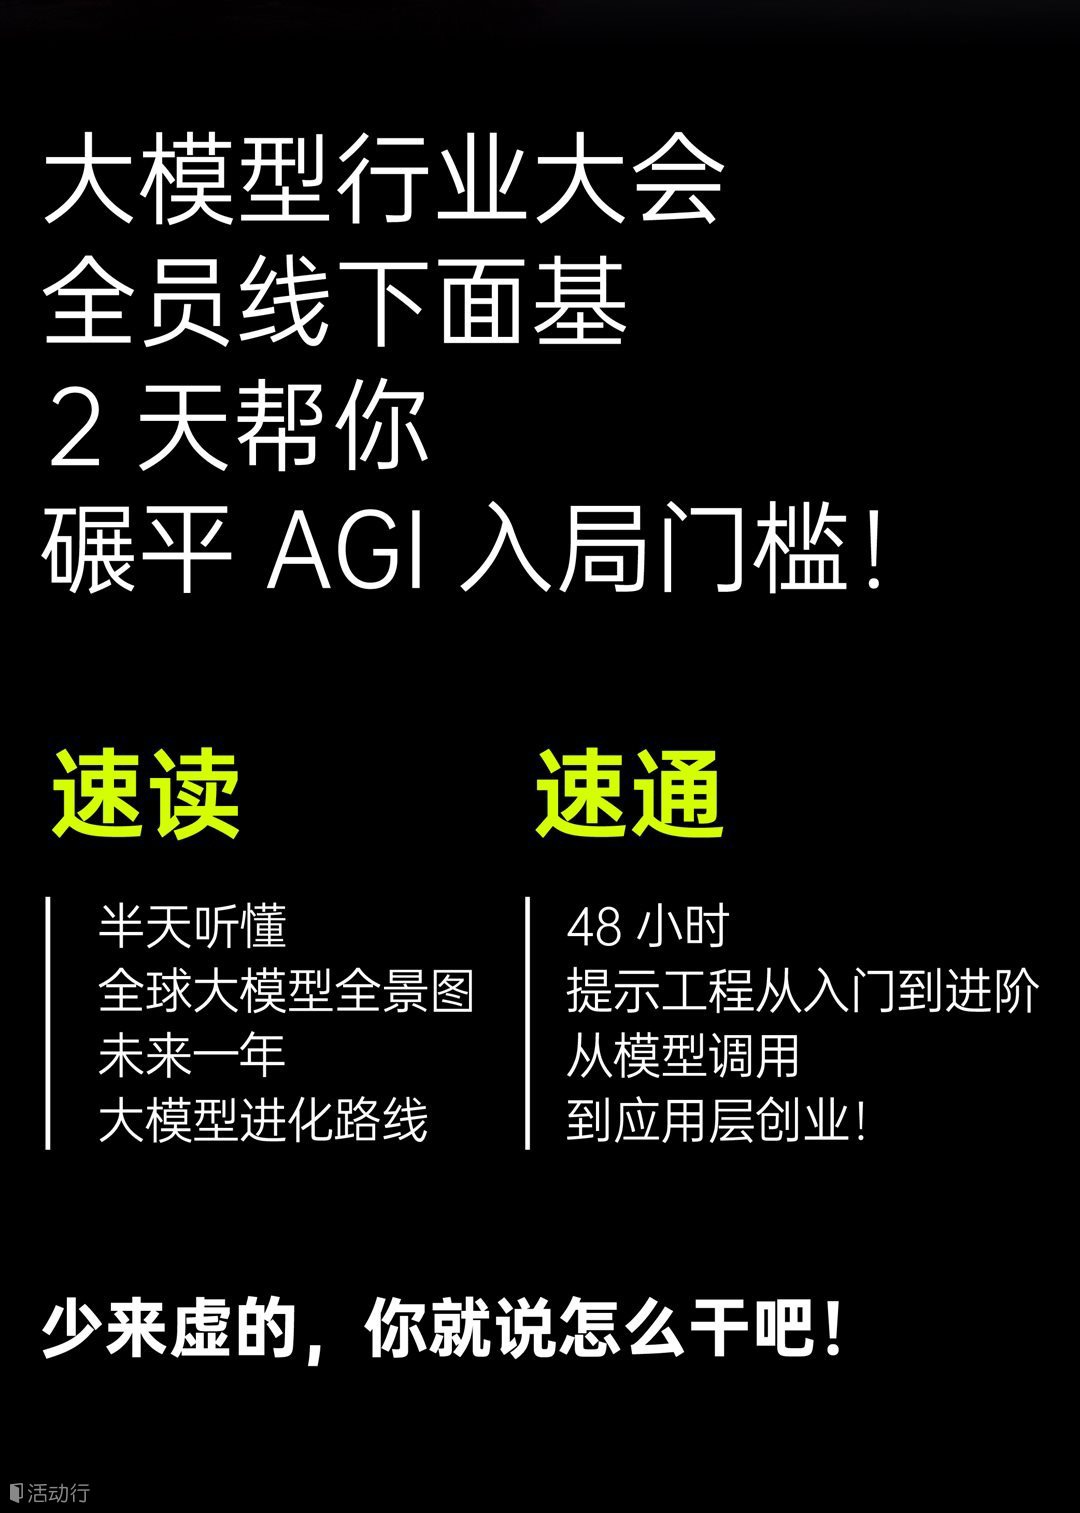 大模型行业大会
全员线下面基
2 天帮你
碾平 AGI 入局门槛！
速读
半天听懂
全球大模型全景图
未来一年
大模型进化路线
速通
48 小时
提示工程从入门到进阶
从模型调用
到应用层创业！
少来虚的，你就说怎么干吧！
活动行